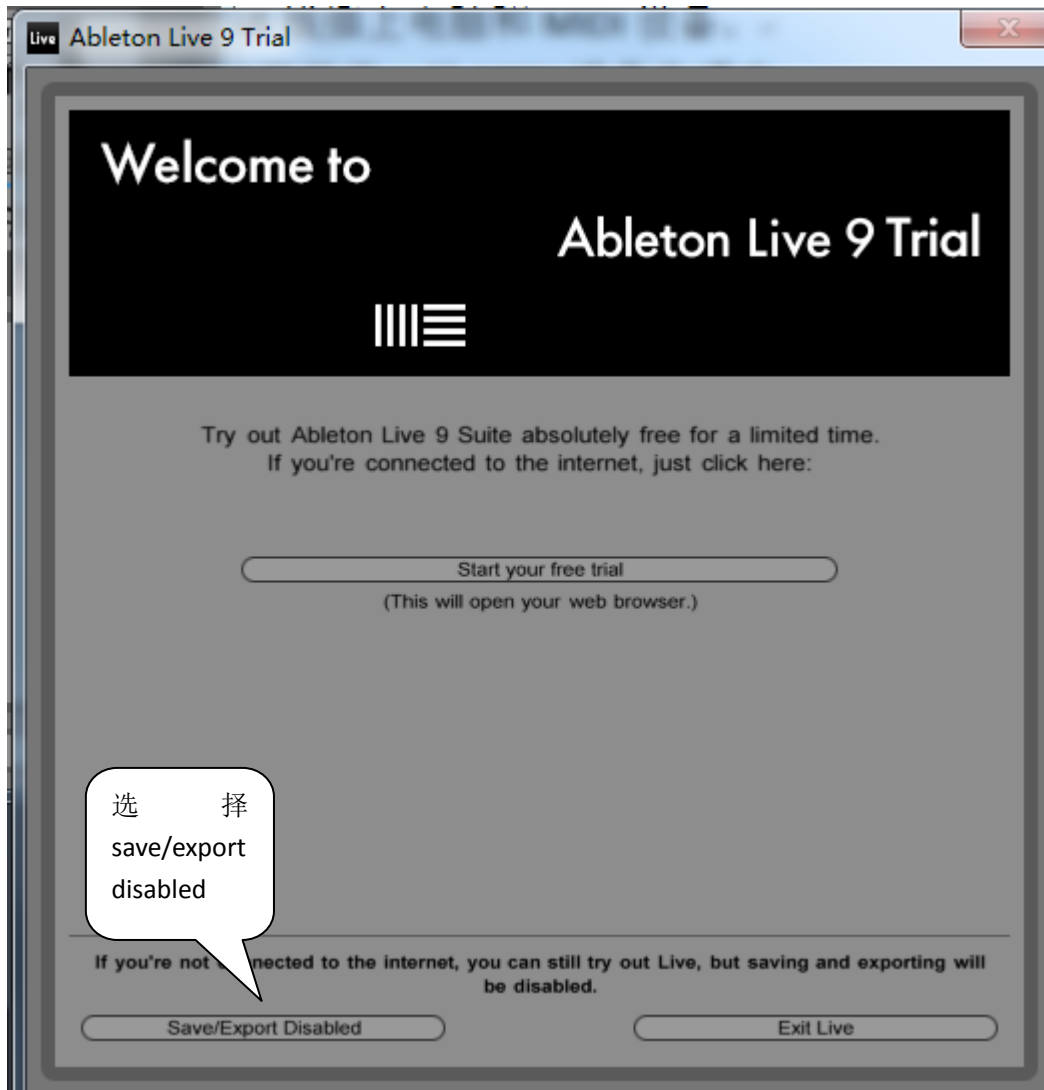 Live Ableton Live 9 Trial
Welcome to
Ableton Live 9 Trial
Try out Ableton Live 9 Suite absolutely free for a limited time.
If you're connected to the internet, just click here:
Start your free trial
(This will open your web browser.)
选 择
save/export
disabled
If you're not connected to the internet, you can still try out Live, but saving and exporting will
be disabled.
Save/Export Disabled
Exit Live